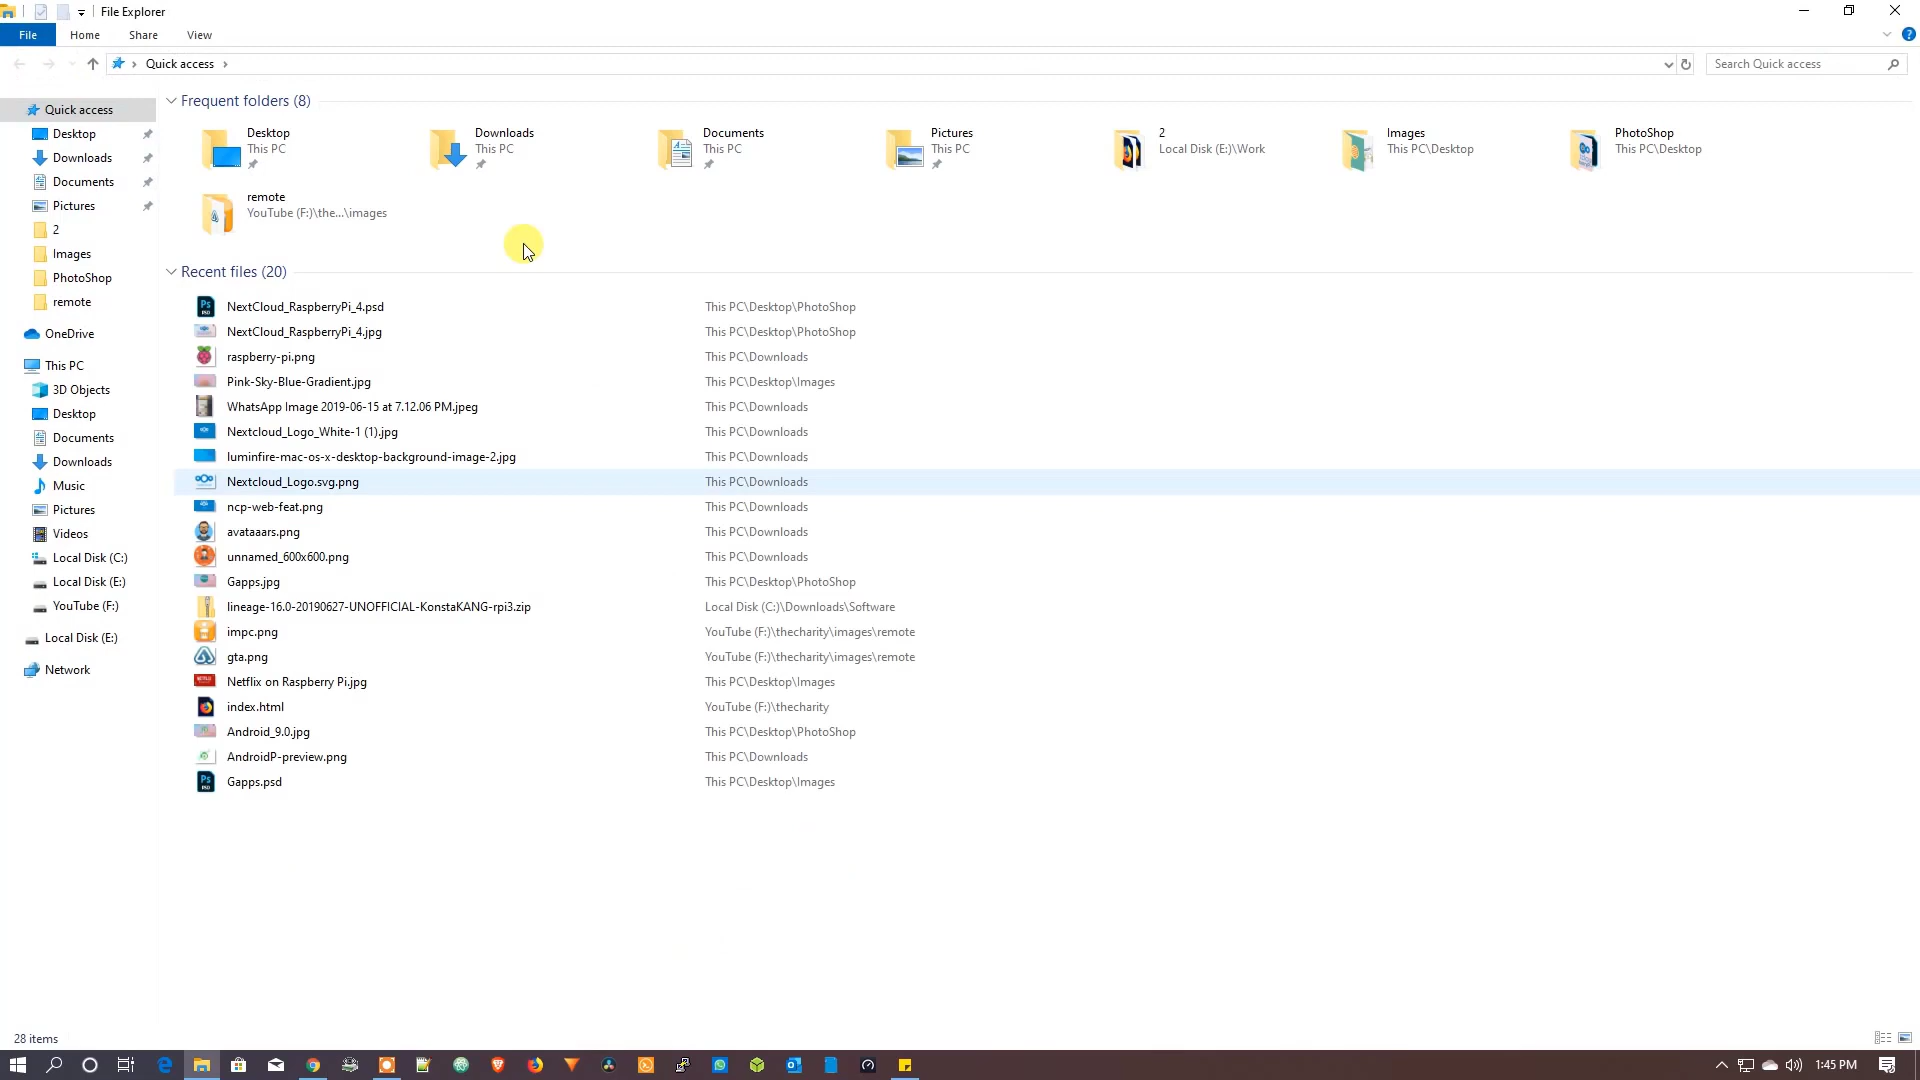 File Explorer
File Home Share View
Quick access
Search Quick access
Quick access
Desktop
Downloads
Documents
Pictures
2
Images
PhotoShop
remote
OneDrive
This PC
3D Objects
Desktop
Documents
Downloads
Music
Pictures
Videos
Local Disk (C:)
Local Disk (E:)
YouTube (F:)
Local Disk (E:)
Network
Frequent folders (8)
Desktop
This PC
Downloads
This PC
Documents
This PC
Pictures
This PC
2
Local Disk (E:)\Work
Images
This PC\Desktop
PhotoShop
This PC\Desktop
remote
YouTube (F:)\the...\images
Recent files (20)
NextCloud_RaspberryPi_4.psd This PC\Desktop\PhotoShop
NextCloud_RaspberryPi_4.jpg This PC\Desktop\PhotoShop
raspberry-pi.png This PC\Downloads
Pink-Sky-Blue-Gradient.jpg This PC\Desktop\Images
WhatsApp Image 2019-06-15 at 7.12.06 PM.jpeg This PC\Downloads
Nextcloud_Logo_White-1 (1).jpg This PC\Downloads
luminfire-mac-os-x-desktop-background-image-2.jpg This PC\Downloads
Nextcloud_Logo.svg.png This PC\Downloads
ncp-web-feat.png This PC\Downloads
avataaars.png This PC\Downloads
unnamed_600x600.png This PC\Downloads
Gapps.jpg This PC\Desktop\PhotoShop
lineage-16.0-20190627-UNOFFICIAL-KonstaKANG-rpi3.zip Local Disk (C:)\Downloads\Software
impc.png YouTube (F:)\thecharity\images\remote
gta.png YouTube (F:)\thecharity\images\remote
Netflix on Raspberry Pi.jpg This PC\Desktop\Images
index.html YouTube (F:)\thecharity
Android_9.0.jpg This PC\Desktop\PhotoShop
AndroidP-preview.png This PC\Downloads
Gapps.psd This PC\Desktop\Images
28 items
1:45 PM